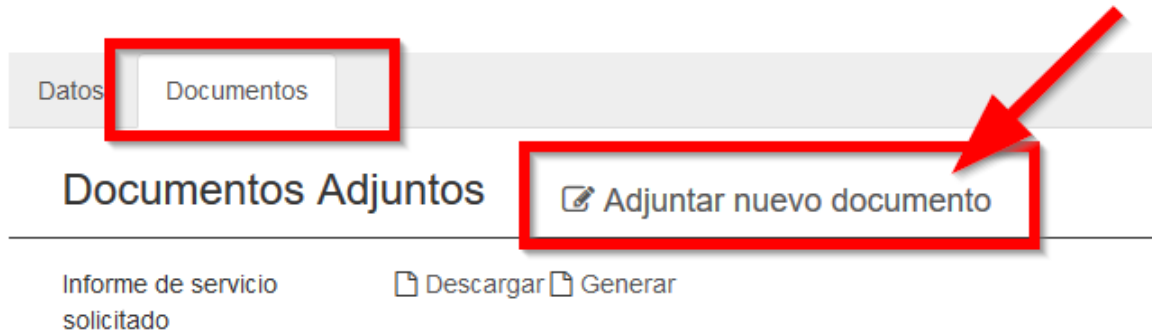 Datos Documentos
Documentos Adjuntos Adjuntar nuevo documento
Informe de servicio Descargar Generar
solicitado